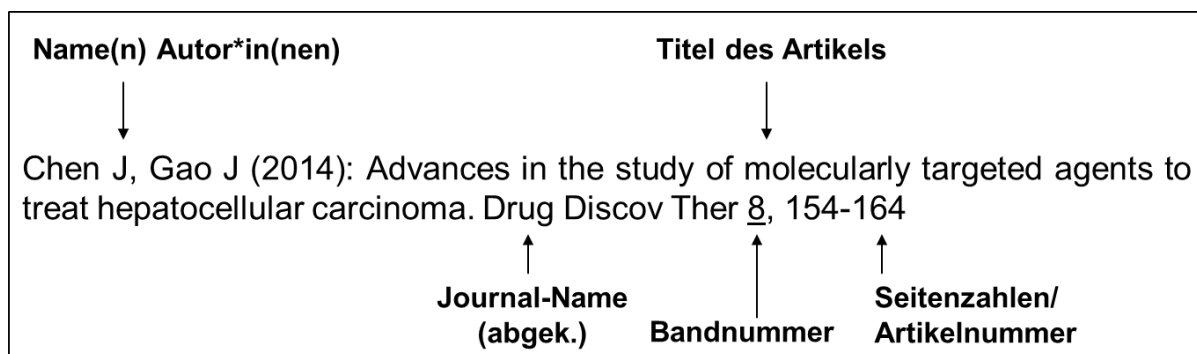 Name(n) Autor*in(nen) Titel des Artikels
Chen J, Gao J (2014): Advances in the study of molecularly targeted agents to
treat hepatocellular carcinoma. Drug Discov Ther 8, 154-164
Journal-Name
(abgek.)
Bandnummer
Seitenzahlen/
Artikelnummer